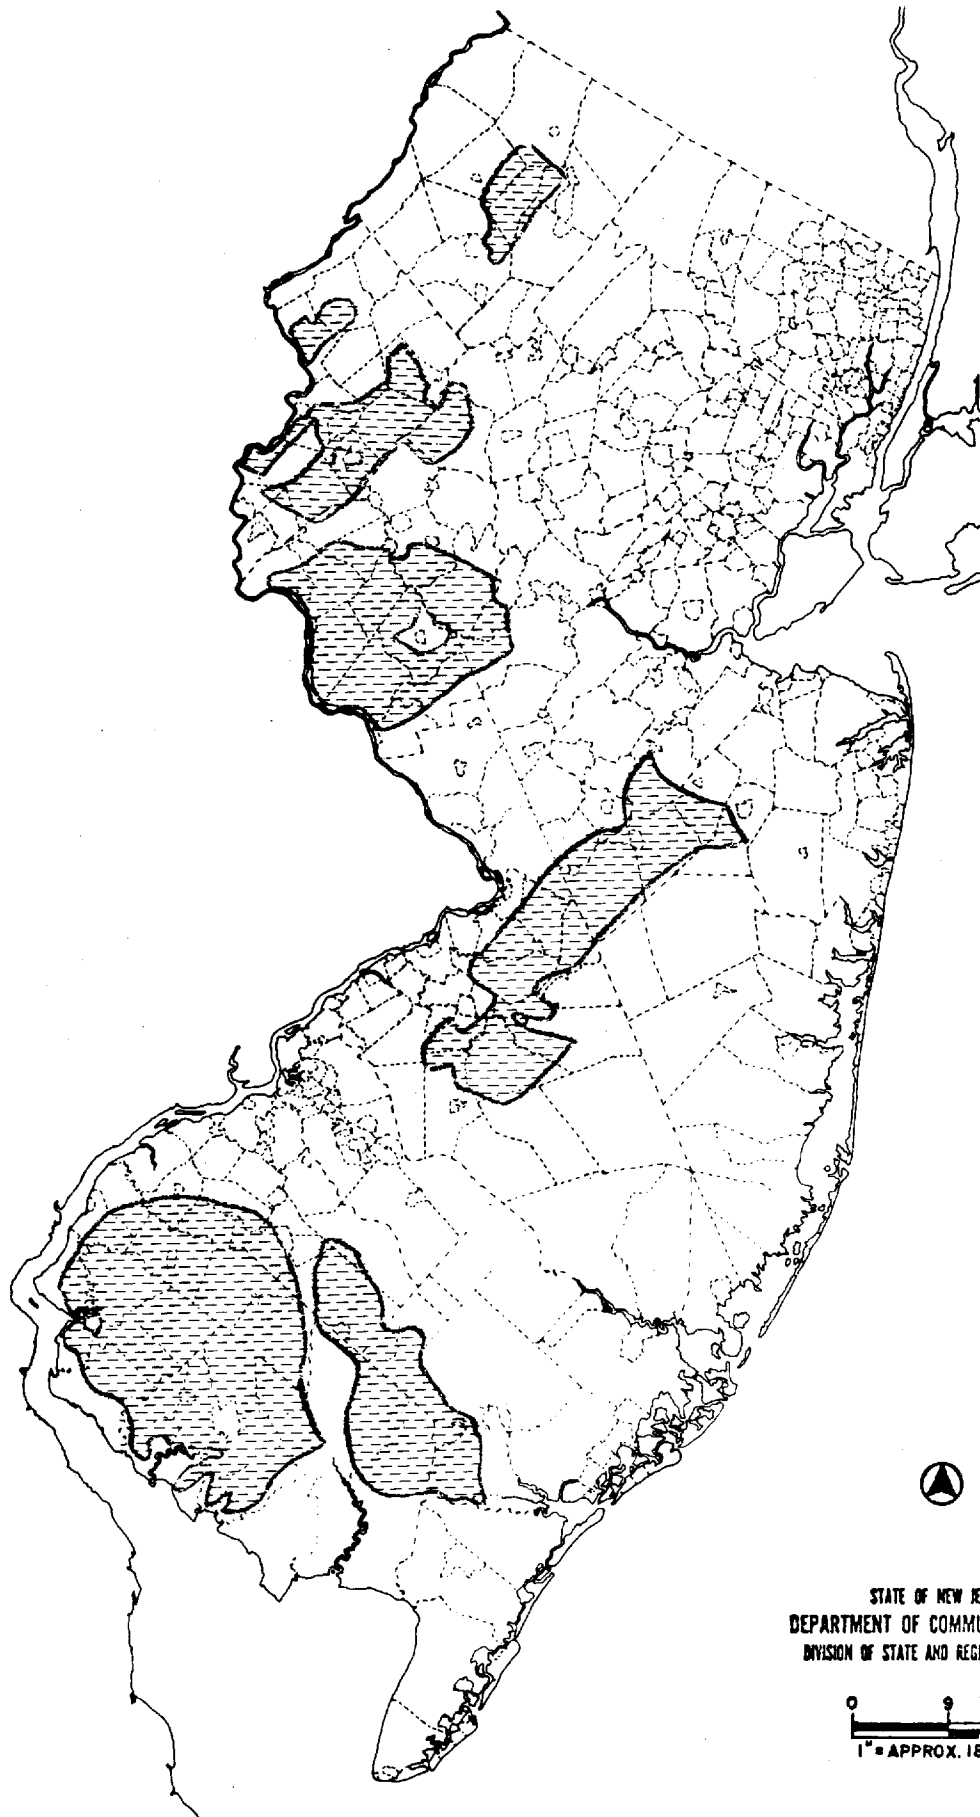 STATE OF NEW JE
DEPARTMENT OF COMMU
DIVISION OF STATE AND REGI
0 9
1" = APPROX. 18